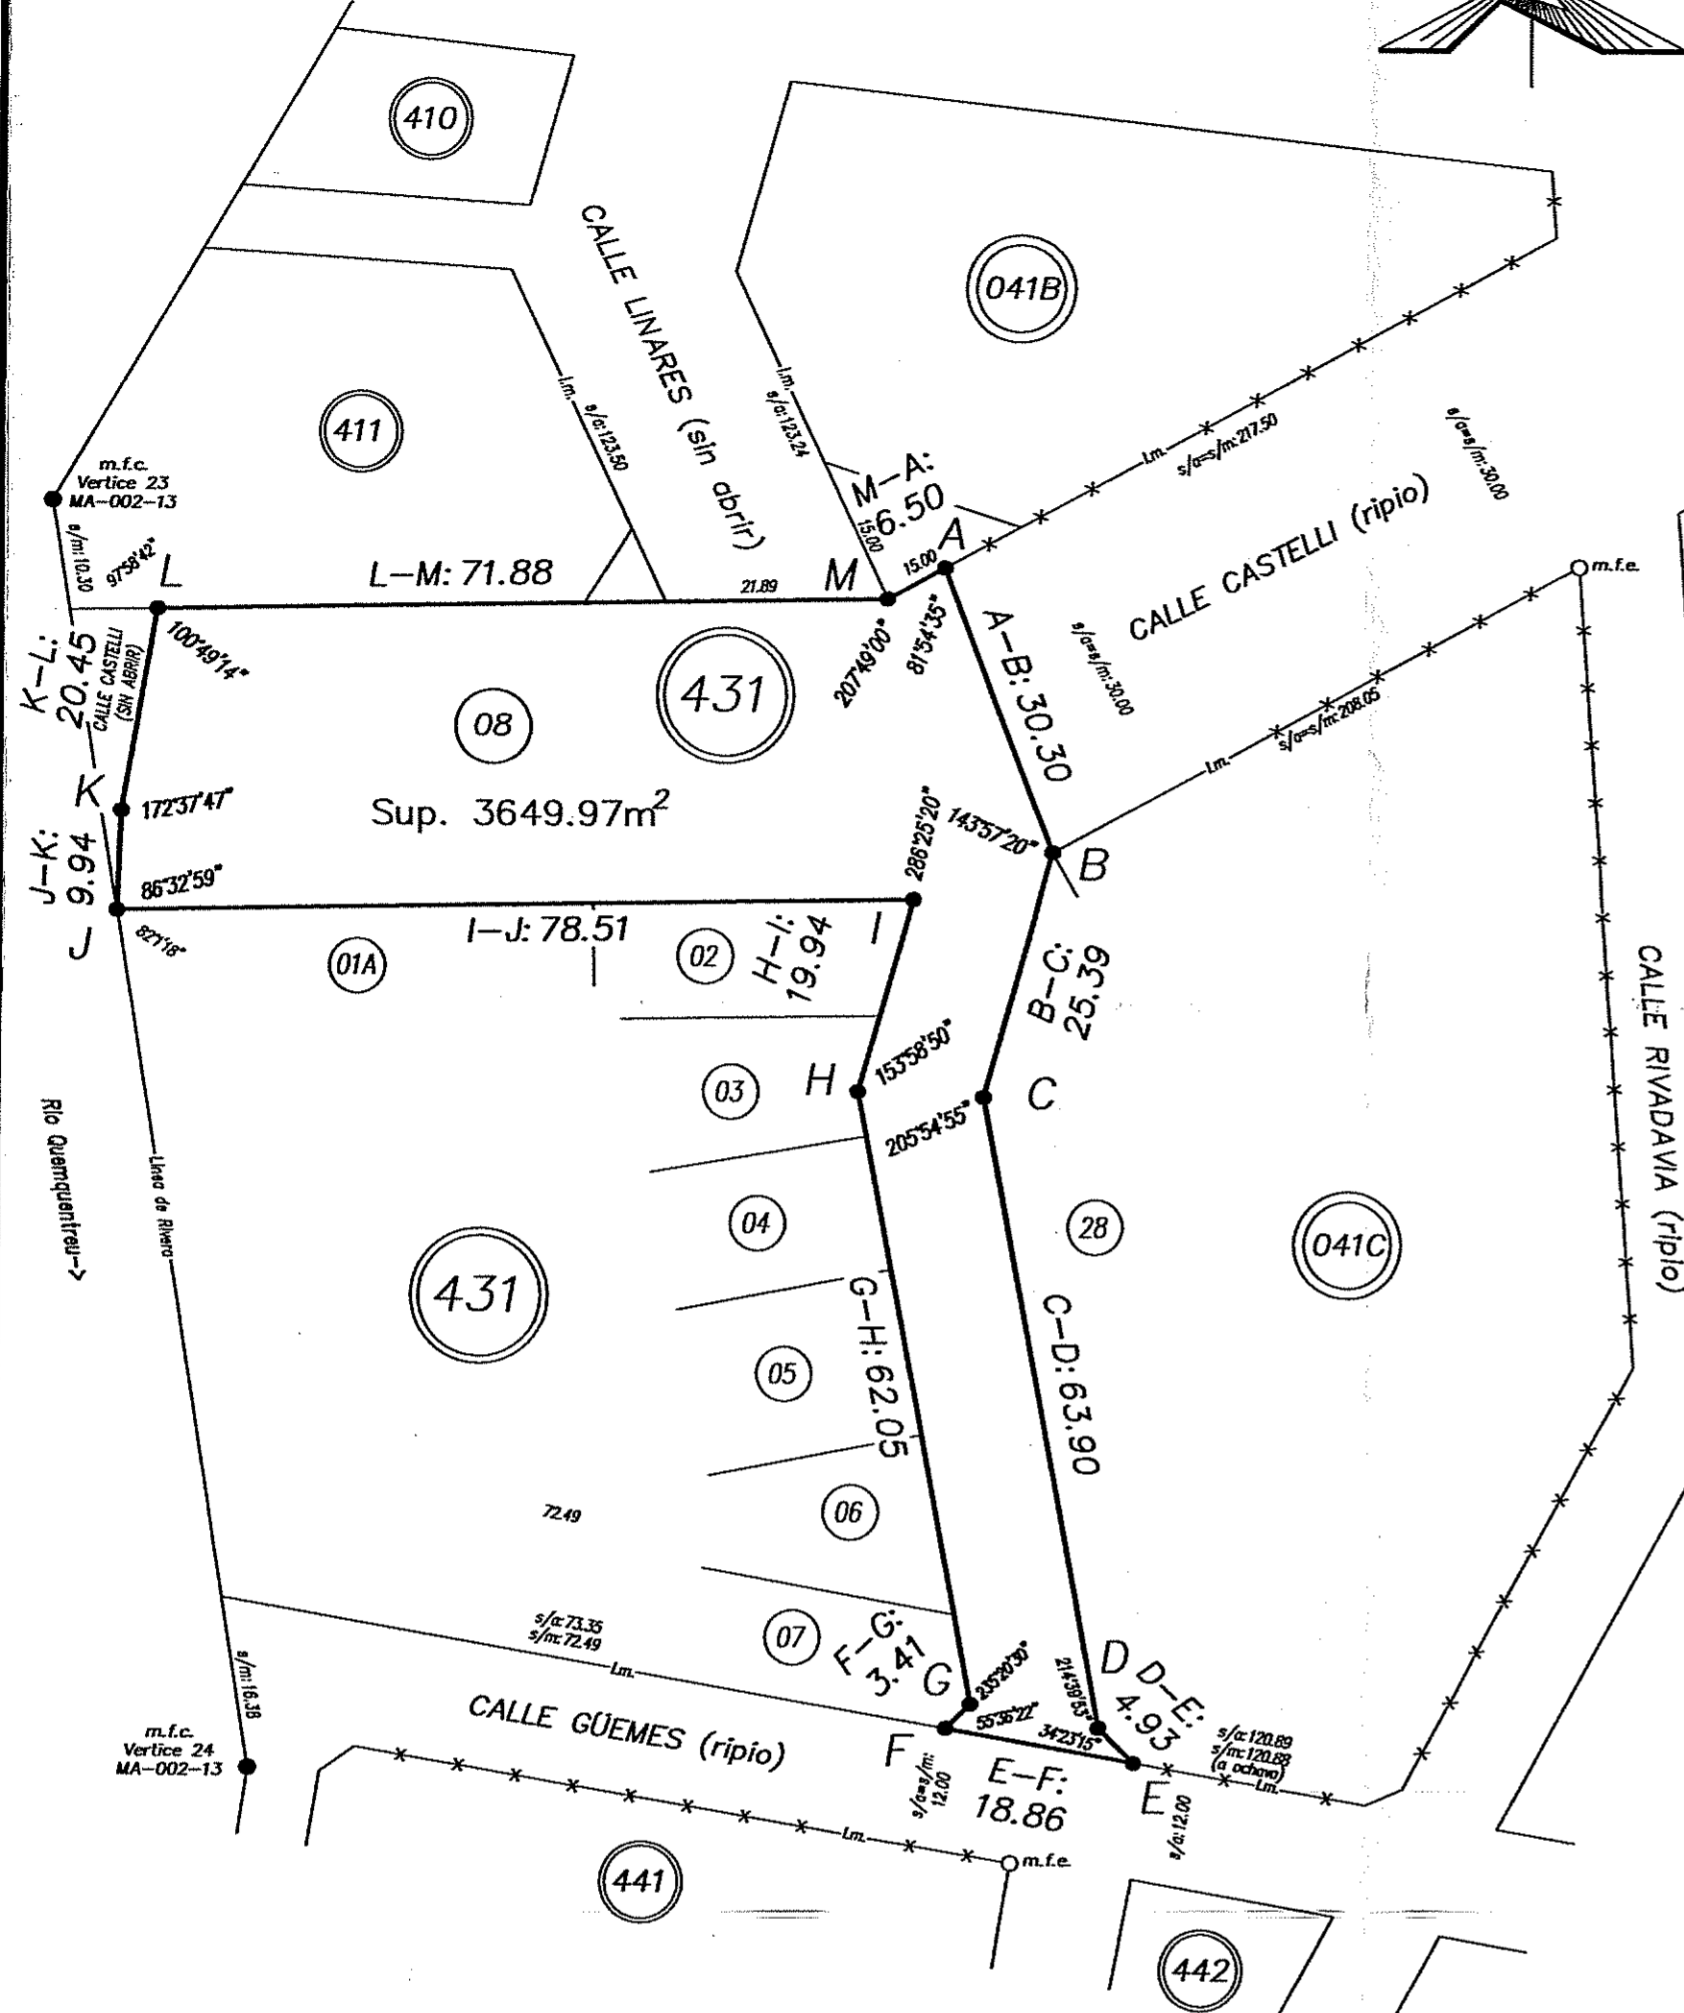 410
041B
CALLE LINARES (sin abrir)
411
l.m.
s/a:123.50
l.m.
s/a:123.24
15.00
M-A:
6.50
15.00
Lm.
s/a=s/m:217.50
s/a=s/m:30.00
CALLE CASTELLI (ripio)
s/a=s/m:30.00
m.f.c.
Vertice 23
MA-002-13
s/m:10.30
97°58'42"
L
L-M: 71.88
21.89
M
A
m.f.e.
100°49'14"
207°49'00"
81°54'35"
A-B: 30.30
K-L:
20.45
CALLE CASTELLI
(SIN ABRIR)
431
08
Lm.
s/a=s/m:208.05
K
172°37'47"
Sup. 3649.97m²
286°25'20"
143°57'20"
B
J-K:
9.94
86°32'59"
J
82°1'18"
I-J: 78.51
I
01A
02
H-I:
19.94
B-C:
25.39
CALLE RIVADAVIA (ripio)
03
H
153°58'50"
C
205°54'55"
Río Quemquentreu->
Linea de Rivera
04
28
041C
431
G-H: 62.05
C-D: 63.90
05
06
72.49
07
s/a:73.35
s/m:72.49
Lm.
F-G:
3.41
G
235°20'30"
D
214°39'53"
D-E:
4.93
s/m:16.38
CALLE GÜEMES (ripio)
55°36'22"
34°23'15"
F
s/a=s/m:
12.00
E-F:
18.86
E
s/a:120.89
s/m:120.88
(a ochava)
Lm.
s/a:12.00
m.f.c.
Vertice 24
MA-002-13
Lm.
m.f.e.
441
442